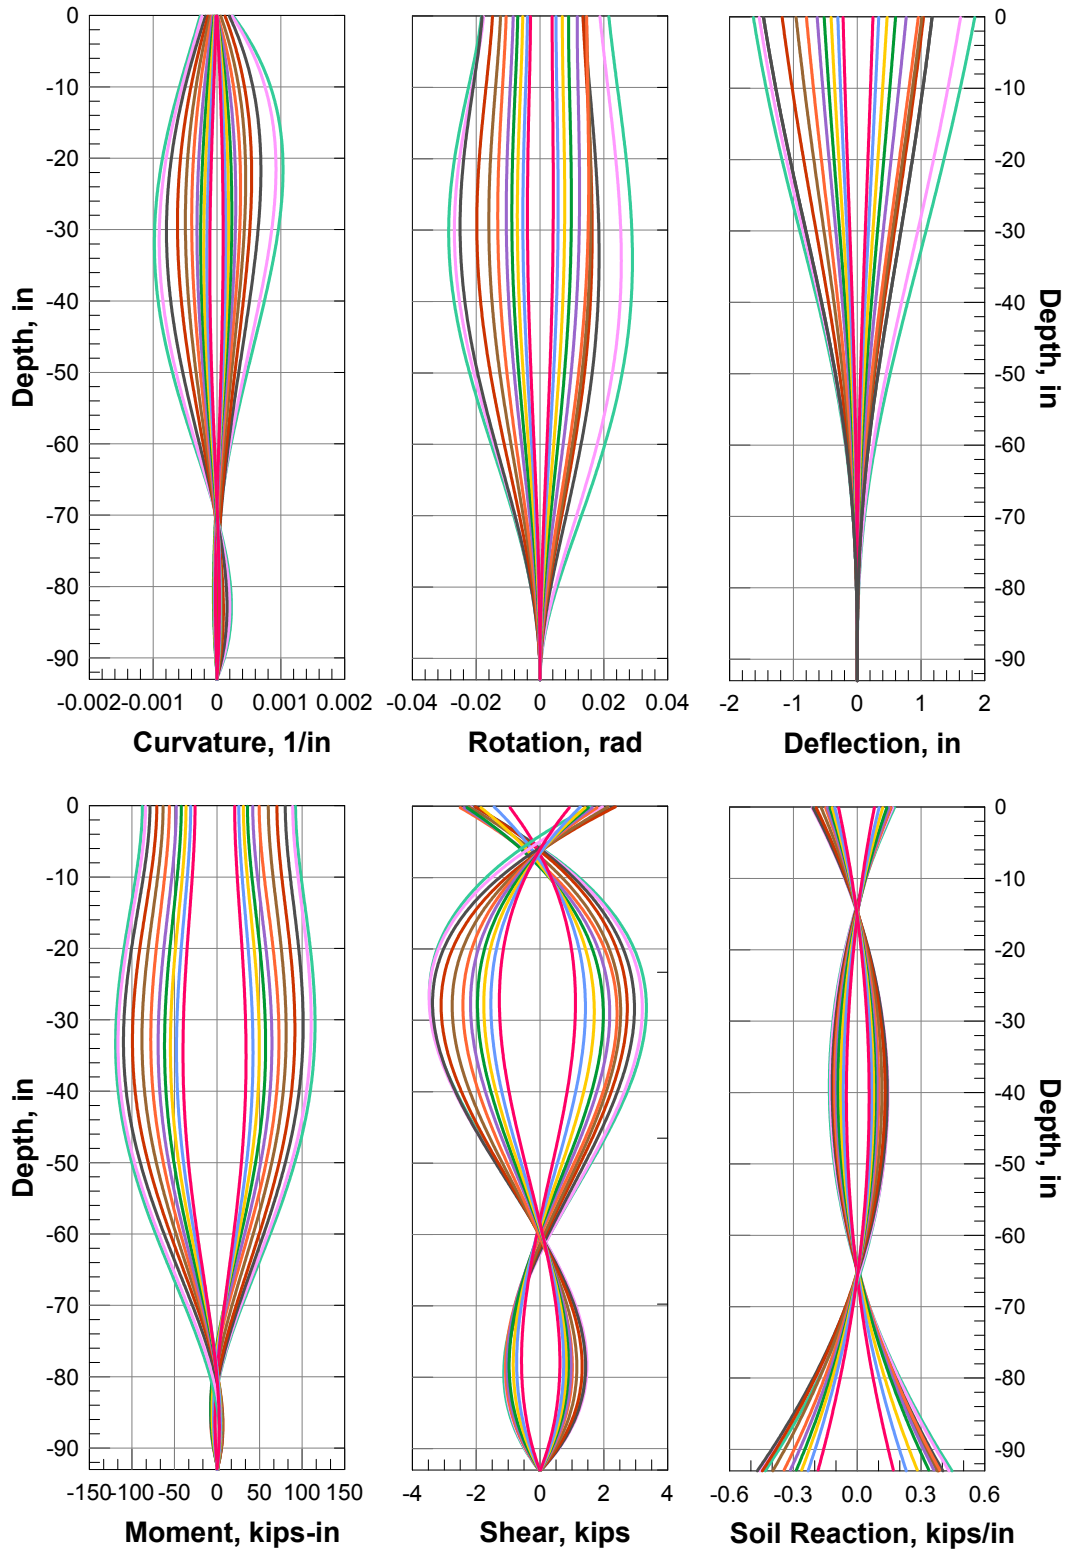 0
-10
-20
-30
-40
-50
-60
-70
-80
-90
Depth, in
-0.002 -0.001 0 0.001 0.002
Curvature, 1/in
-0.04 -0.02 0 0.02 0.04
Rotation, rad
0
-10
-20
-30
-40
-50
-60
-70
-80
-90
Depth, in
-2 -1 0 1 2
Deflection, in
0
-10
-20
-30
-40
-50
-60
-70
-80
-90
Depth, in
-150 -100 -50 0 50 100 150
Moment, kips-in
-4 -2 0 2 4
Shear, kips
0
-10
-20
-30
-40
-50
-60
-70
-80
-90
Depth, in
-0.6 -0.3 0.0 0.3 0.6
Soil Reaction, kips/in